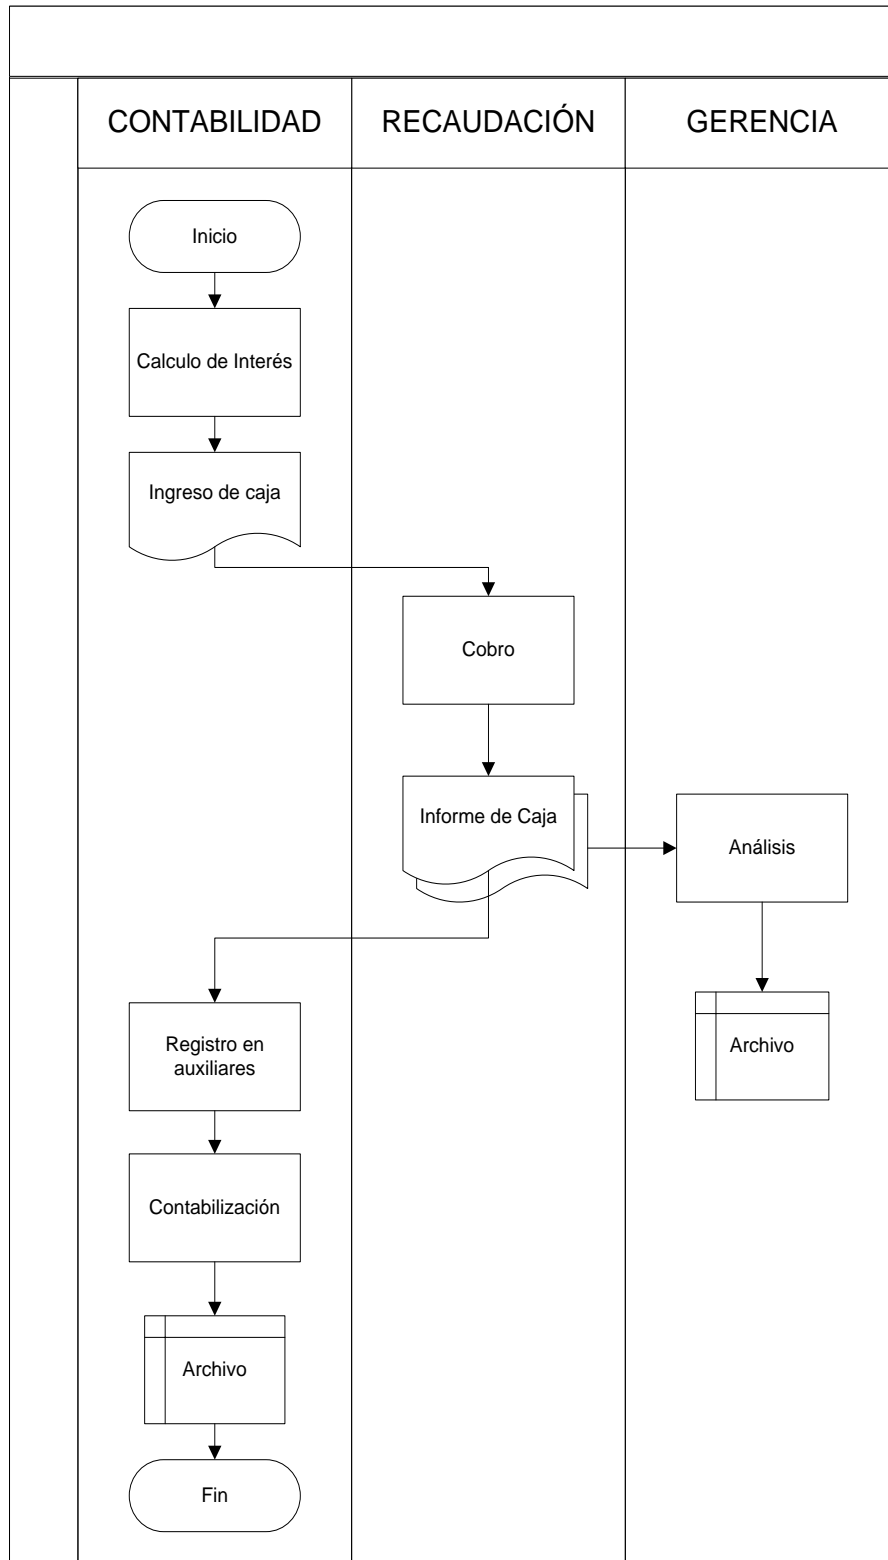 CONTABILIDAD
RECAUDACIÓN
GERENCIA
Inicio
Calculo de Interés
Ingreso de caja
Cobro
Informe de Caja
Análisis
Registro en
auxiliares
Archivo
Contabilización
Archivo
Fin